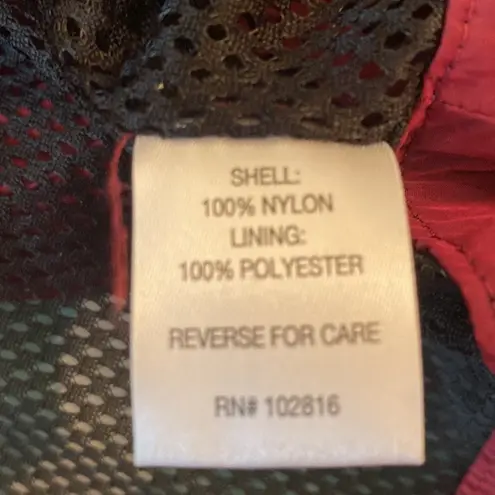 SHELL:
100% NYLON
LINING:
100% POLYESTER
REVERSE FOR CARE
RN# 102816